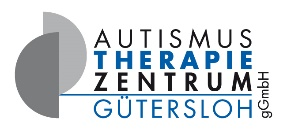 AUTISMUS
THERAPIE
ZENTRUM
GÜTERSLOH
gGmbH